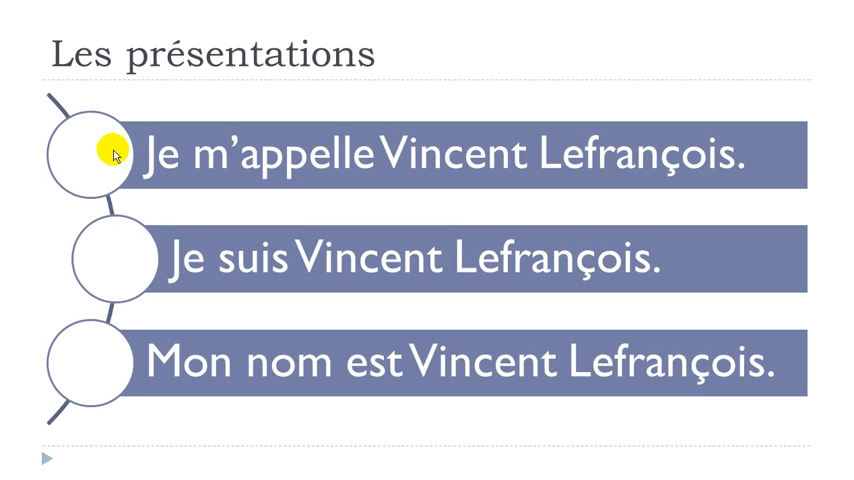 Les présentations
Je m’appelle Vincent Lefrançois.
Je suis Vincent Lefrançois.
Mon nom est Vincent Lefrançois.